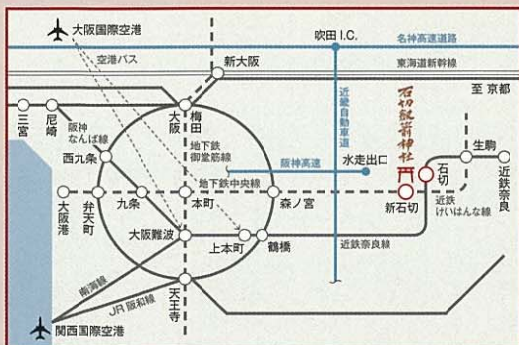 大阪国際空港
吹田 I.C.
名神高速道路
空港バス
新大阪
東海道新幹線
至 京都
三宮
尼崎
阪神
なんば線
大阪
梅田
地下鉄
御堂筋線
近畿自動車道
石切劔箭神社
生駒
近鉄奈良
西九条
阪神高速
水走出口
石切
地下鉄中央線
大阪港
弁天町
九条
本町
森ノ宮
新石切
近鉄
けいはんな線
大阪難波
上本町
鶴橋
近鉄奈良線
南海線
JR 阪和線
天王寺
関西国際空港